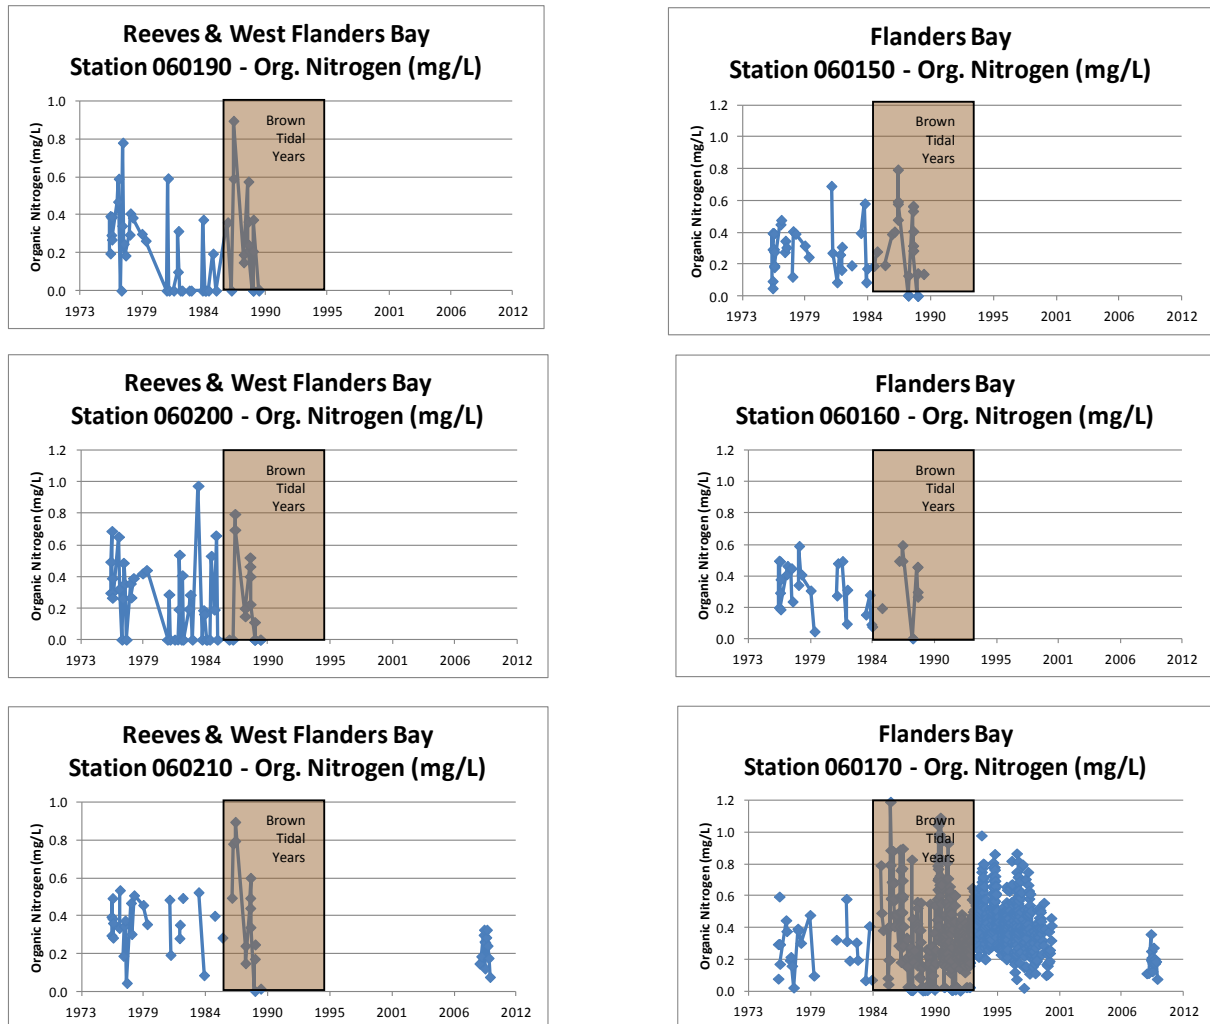 Reeves & West Flanders Bay
Station 060190 - Org. Nitrogen (mg/L)
Organic Nitrogen (mg/L)
1.0
0.8
0.6
0.4
0.2
0.0
Brown
Tidal
Years
1973 1979 1984 1990 1995 2001 2006 2012
Flanders Bay
Station 060150 - Org. Nitrogen (mg/L)
Organic Nitrogen (mg/L)
1.2
1.0
0.8
0.6
0.4
0.2
0.0
Brown
Tidal
Years
1973 1979 1984 1990 1995 2001 2006 2012
Reeves & West Flanders Bay
Station 060200 - Org. Nitrogen (mg/L)
Organic Nitrogen (mg/L)
1.2
1.0
0.8
0.6
0.4
0.2
0.0
Brown
Tidal
Years
1973 1979 1984 1990 1995 2001 2006 2012
Flanders Bay
Station 060160 - Org. Nitrogen (mg/L)
Organic Nitrogen (mg/L)
1.2
1.0
0.8
0.6
0.4
0.2
0.0
Brown
Tidal
Years
1973 1979 1984 1990 1995 2001 2006 2012
Reeves & West Flanders Bay
Station 060210 - Org. Nitrogen (mg/L)
Organic Nitrogen (mg/L)
1.0
0.8
0.6
0.4
0.2
0.0
Brown
Tidal
Years
1973 1979 1984 1990 1995 2001 2006 2012
Flanders Bay
Station 060170 - Org. Nitrogen (mg/L)
Organic Nitrogen (mg/L)
1.2
1.0
0.8
0.6
0.4
0.2
0.0
Brown
Tidal
Years
1973 1979 1984 1990 1995 2001 2006 2012